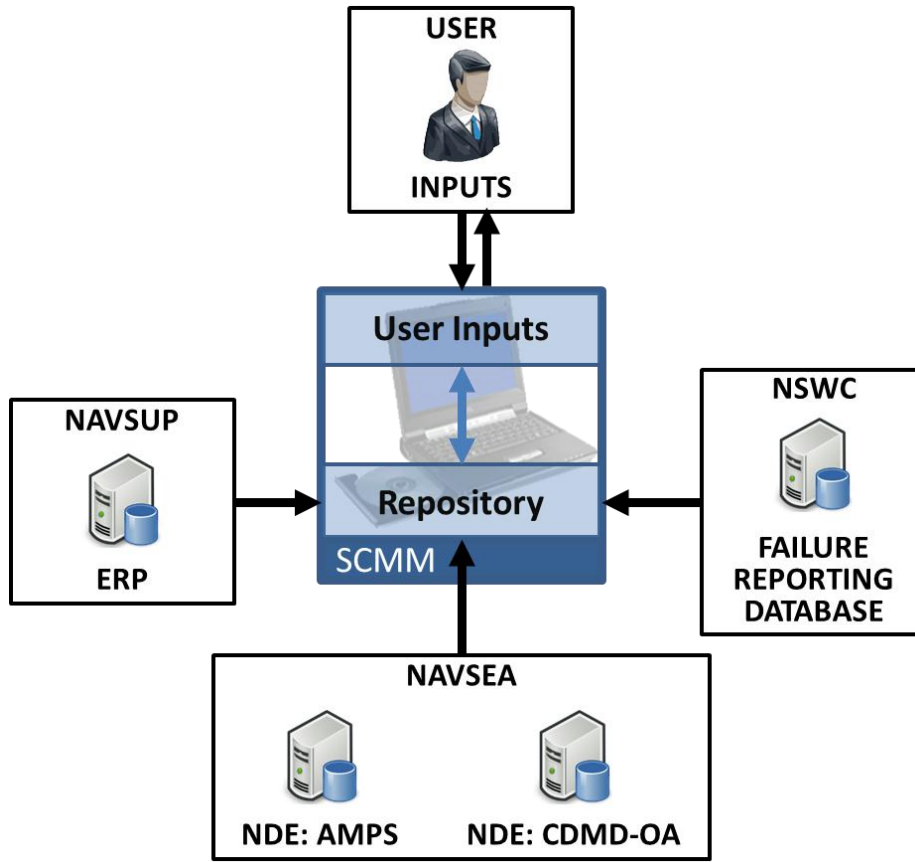 USER
INPUTS
User Inputs
Repository
SCMM
NAVSUP
ERP
NSWC
FAILURE
REPORTING
DATABASE
NAVSEA
NDE: AMPS
NDE: CDMD-OA